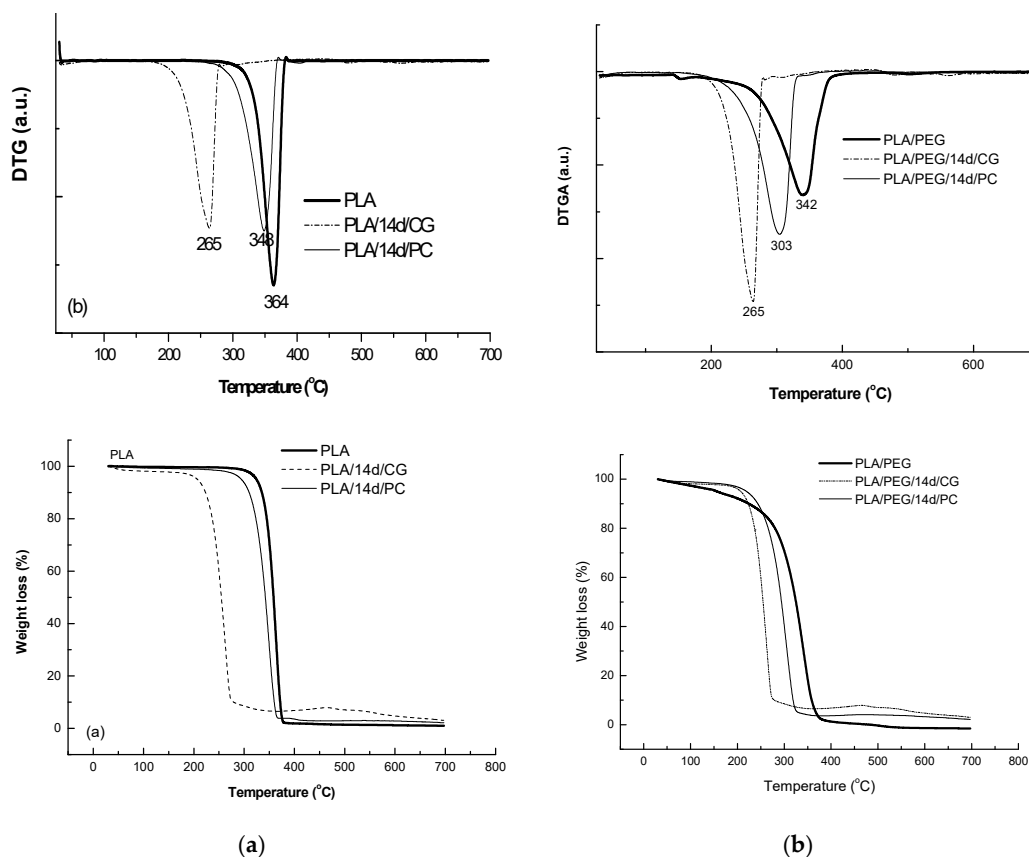 DTG (a.u.)
265
348
364
PLA
PLA/14d/CG
PLA/14d/PC
(b)
100 200 300 400 500 600 700
Temperature (°C)
DTGA (a.u.)
PLA/PEG
PLA/PEG/14d/CG
PLA/PEG/14d/PC
342
303
265
200 400 600
Temperature (°C)
Weight loss (%)
100
80
60
40
20
0
PLA
PLA
PLA/14d/CG
PLA/14d/PC
(a)
0 100 200 300 400 500 600 700 800
Temperature (°C)
Weight loss (%)
100
80
60
40
20
0
PLA/PEG
PLA/PEG/14d/CG
PLA/PEG/14d/PC
0 100 200 300 400 500 600 700 800
Temperature (°C)
(a)
(b)